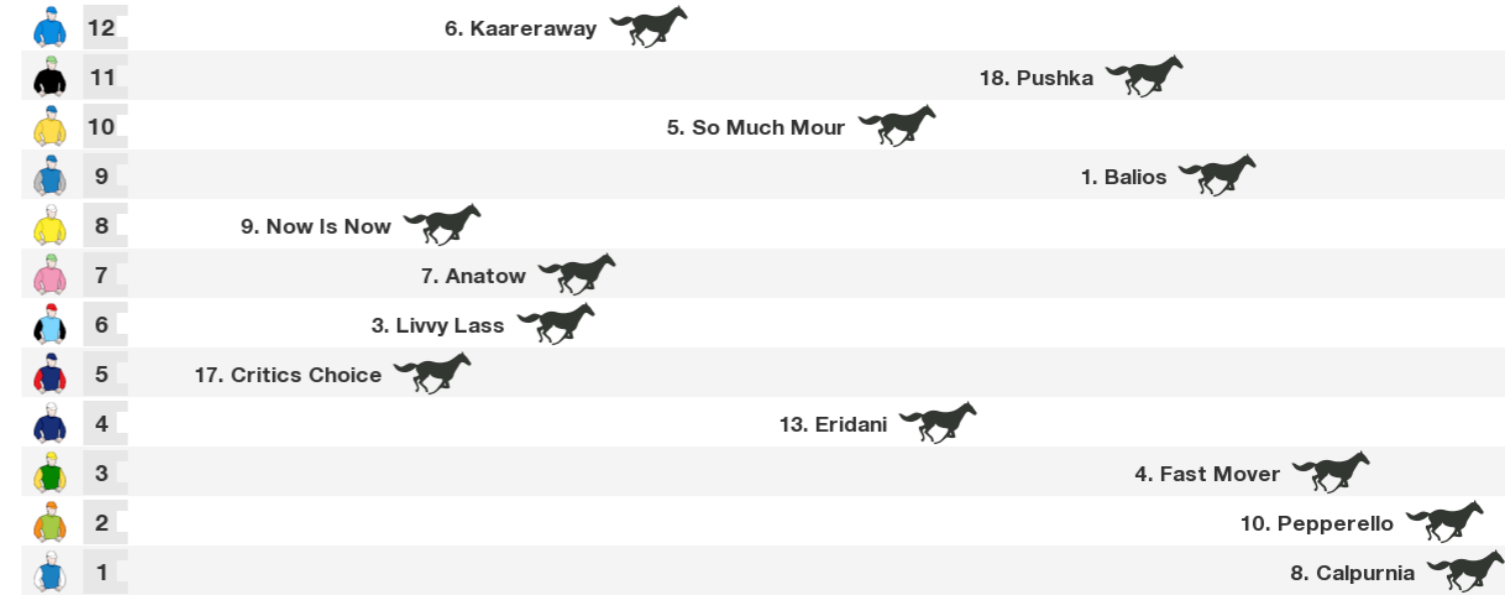 12 6. Kaareraway
11 18. Pushka
10 5. So Much Mour
9 1. Balios
8 9. Now Is Now
7 7. Anatow
6 3. Livvy Lass
5 17. Critics Choice
4 13. Eridani
3 4. Fast Mover
2 10. Pepperello
1 8. Calpurnia